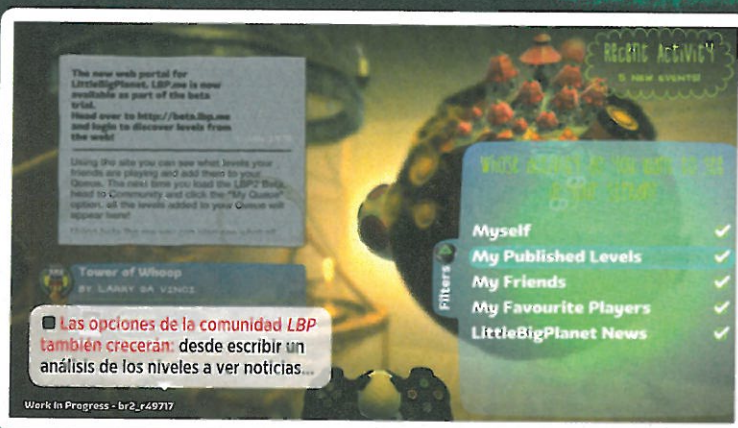 The new web portal for
LittleBigPlanet, LBP.me is now
available as part of the beta
trial.
Head over to http://beta.lbp.me
and login to discover levels from
the web!
Using the site you can see what levels your
friends are playing and add them to your
Queue. The next time you load the LBP2 Beta,
head to Community and click the "My Queue"
option, all the levels added to your Queue will
appear here!
Tower of Whoop
BY LARRY DA VINCI
Las opciones de la comunidad LBP
también crecerán: desde escribir un
análisis de los niveles a ver noticias...
Work In Progress - br2_r49717
RECENT ACTIVITY
5 NEW EVENTS!
Filters
Myself
My Published Levels
My Friends
My Favourite Players
LittleBigPlanet News